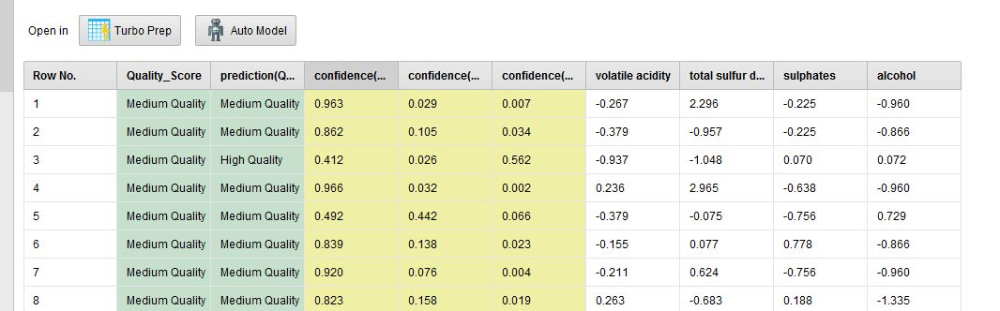 Open in Turbo Prep Auto Model
Row No. Quality_Score prediction(Q... confidence(... confidence(... confidence(... volatile acidity total sulfur d... sulphates alcohol
1 Medium Quality Medium Quality 0.963 0.029 0.007 -0.267 2.296 -0.225 -0.960
2 Medium Quality Medium Quality 0.862 0.105 0.034 -0.379 -0.957 -0.225 -0.866
3 Medium Quality High Quality 0.412 0.026 0.562 -0.937 -1.048 0.070 0.072
4 Medium Quality Medium Quality 0.966 0.032 0.002 0.236 2.965 -0.638 -0.960
5 Medium Quality Medium Quality 0.492 0.442 0.066 -0.379 -0.075 -0.756 0.729
6 Medium Quality Medium Quality 0.839 0.138 0.023 -0.155 0.077 0.778 -0.866
7 Medium Quality Medium Quality 0.920 0.076 0.004 -0.211 0.624 -0.756 -0.960
8 Medium Quality Medium Quality 0.823 0.158 0.019 0.263 -0.683 0.188 -1.335